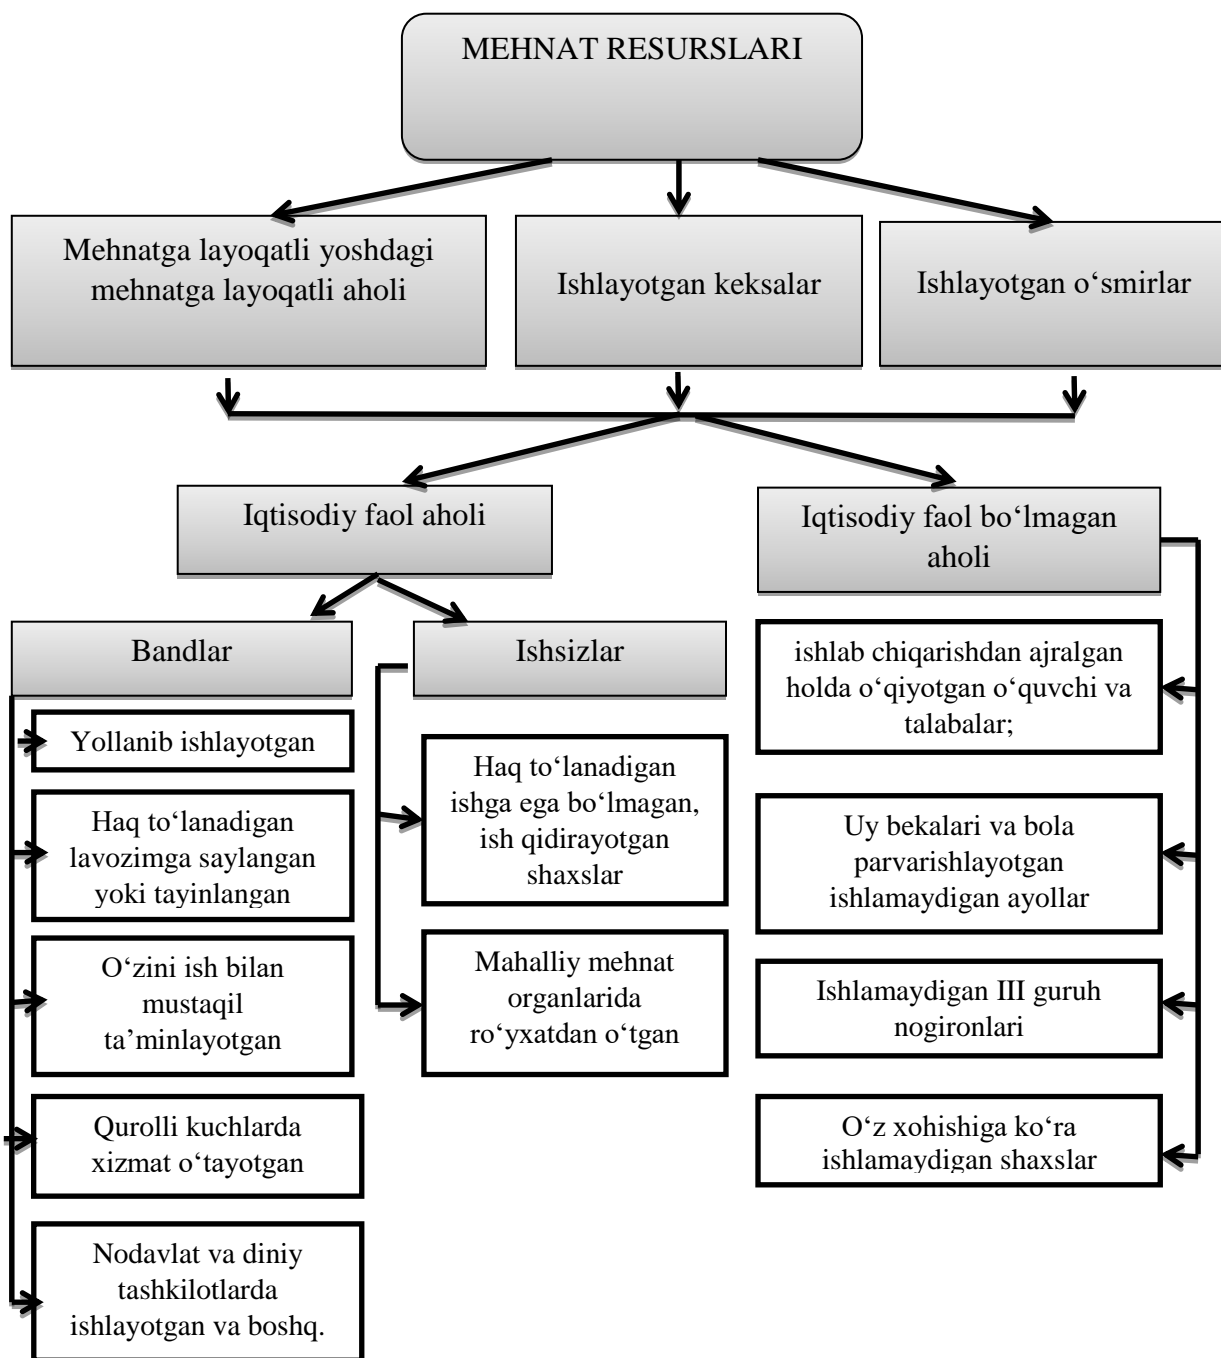 MEHNAT RESURSLARI
Mehnatga layoqatli yoshdagi
mehnatga layoqatli aholi
Ishlayotgan keksalar
Ishlayotgan o‘smirlar
Iqtisodiy faol aholi
Iqtisodiy faol bo‘lmagan
aholi
Bandlar
Ishsizlar
Yollanib ishlayotgan
Haq to‘lanadigan
lavozimga saylangan
yoki tayinlangan
O‘zini ish bilan
mustaqil
ta’minlayotgan
Qurolli kuchlarda
xizmat o‘tayotgan
Nodavlat va diniy
tashkilotlarda
ishlayotgan va boshq.
Haq to‘lanadigan
ishga ega bo‘lmagan,
ish qidirayotgan
shaxslar
Mahalliy mehnat
organlarida
ro‘yxatdan o‘tgan
ishlab chiqarishdan ajralgan
holda o‘qiyotgan o‘quvchi va
talabalar;
Uy bekalari va bola
parvarishlayotgan
ishlamaydigan ayollar
Ishlamaydigan III guruh
nogironlari
O‘z xohishiga ko‘ra
ishlamaydigan shaxslar